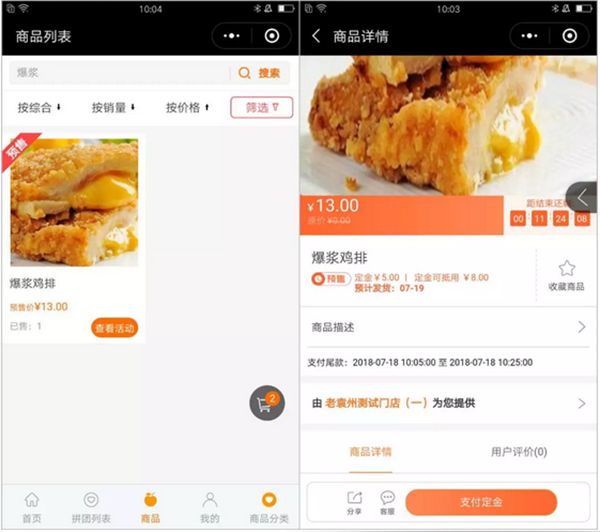 10:04
商品列表
爆浆
搜索
按综合
按销量
按价格
筛选
预售
爆浆鸡排
预售价¥13.00
已售：1
查看活动
2
首页
拼团列表
商品
我的
商品分类
10:03
商品详情
¥13.00
原价 ¥0.00
距结束还剩
00:11:24:08
爆浆鸡排
预售
定金¥5.00 | 定金可抵用¥8.00
预计发货：07-19
收藏商品
商品描述
支付尾款：2018-07-18 10:05:00 至 2018-07-18 10:25:00
由 老袁州测试门店（一）为您提供
商品详情
用户评价(0)
分享
客服
支付定金